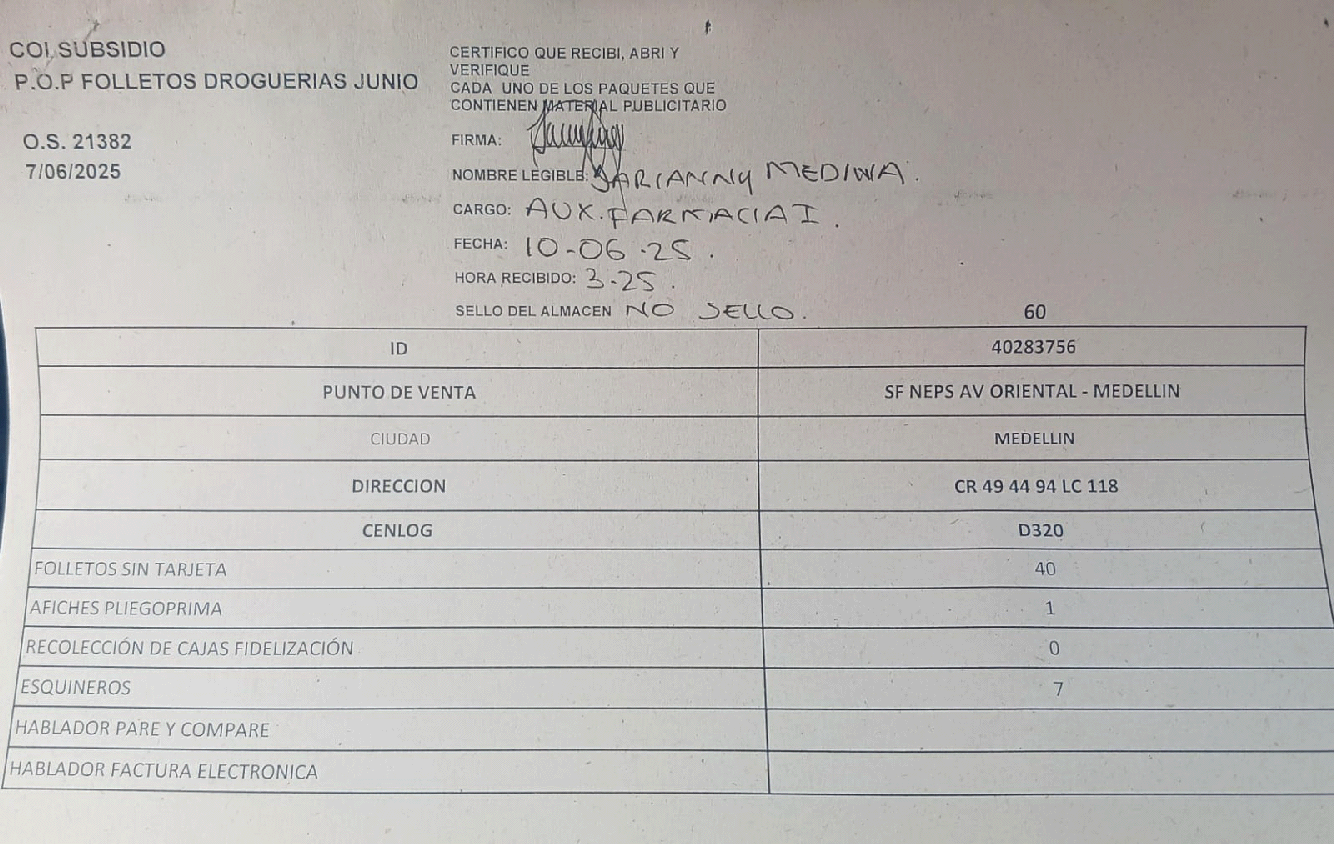 COLSUBSIDIO
P.O.P FOLLETOS DROGUERIAS JUNIO
O.S. 21382
7/06/2025
CERTIFICO QUE RECIBI, ABRI Y
VERIFIQUE
CADA UNO DE LOS PAQUETES QUE
CONTIENEN MATERIAL PUBLICITARIO
FIRMA:
NOMBRE LEGIBLE: YARIANNY MEDINA.
CARGO: AUX. FARMACIA I.
FECHA: 10-06-25.
HORA RECIBIDO: 3-25.
SELLO DEL ALMACEN NO SELLO.
60
ID 40283756
PUNTO DE VENTA SF NEPS AV ORIENTAL - MEDELLIN
CIUDAD MEDELLIN
DIRECCION CR 49 44 94 LC 118
CENLOG D320
FOLLETOS SIN TARJETA 40
AFICHES PLIEGOPRIMA 1
RECOLECCIÓN DE CAJAS FIDELIZACIÓN 0
ESQUINEROS 7
HABLADOR PARE Y COMPARE
HABLADOR FACTURA ELECTRONICA